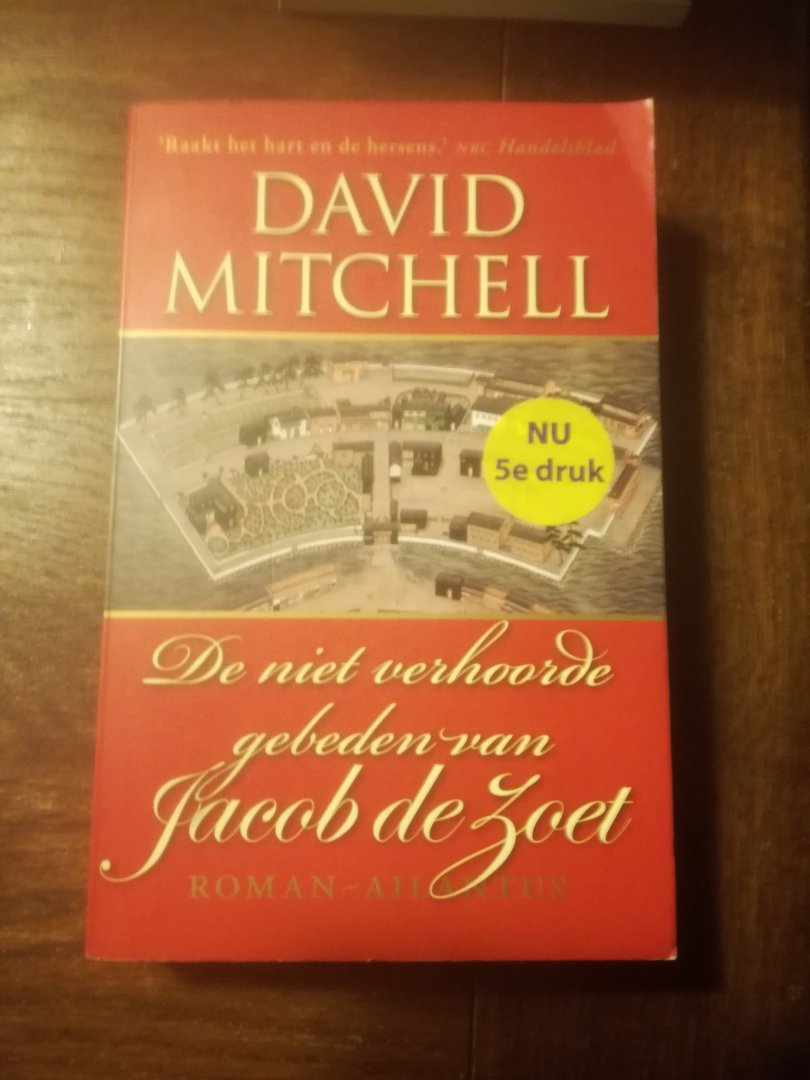 'Raakt het hart en de hersens.' NRC Handelsblad
DAVID
MITCHELL
NU
5e druk
De niet verhoorde
gebeden van
Jacob de Zoet
ROMAN~AILANTUS